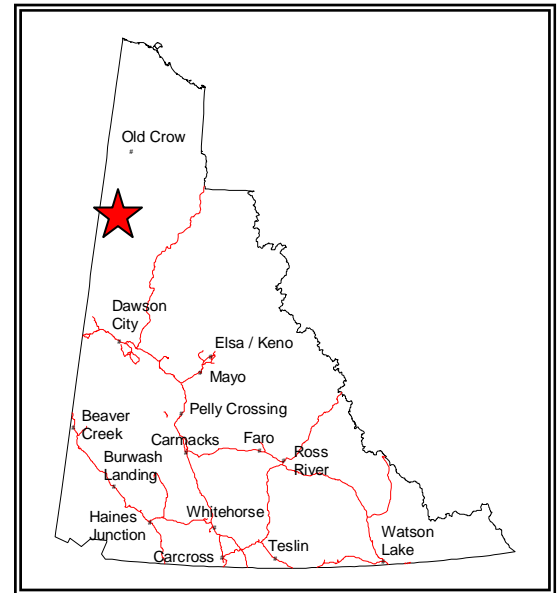 Old Crow
Dawson
City
Elsa / Keno
Mayo
Pelly Crossing
Beaver
Creek
Carmacks
Faro
Ross
River
Burwash
Landing
Haines
Junction
Whitehorse
Watson
Lake
Teslin
Carcross